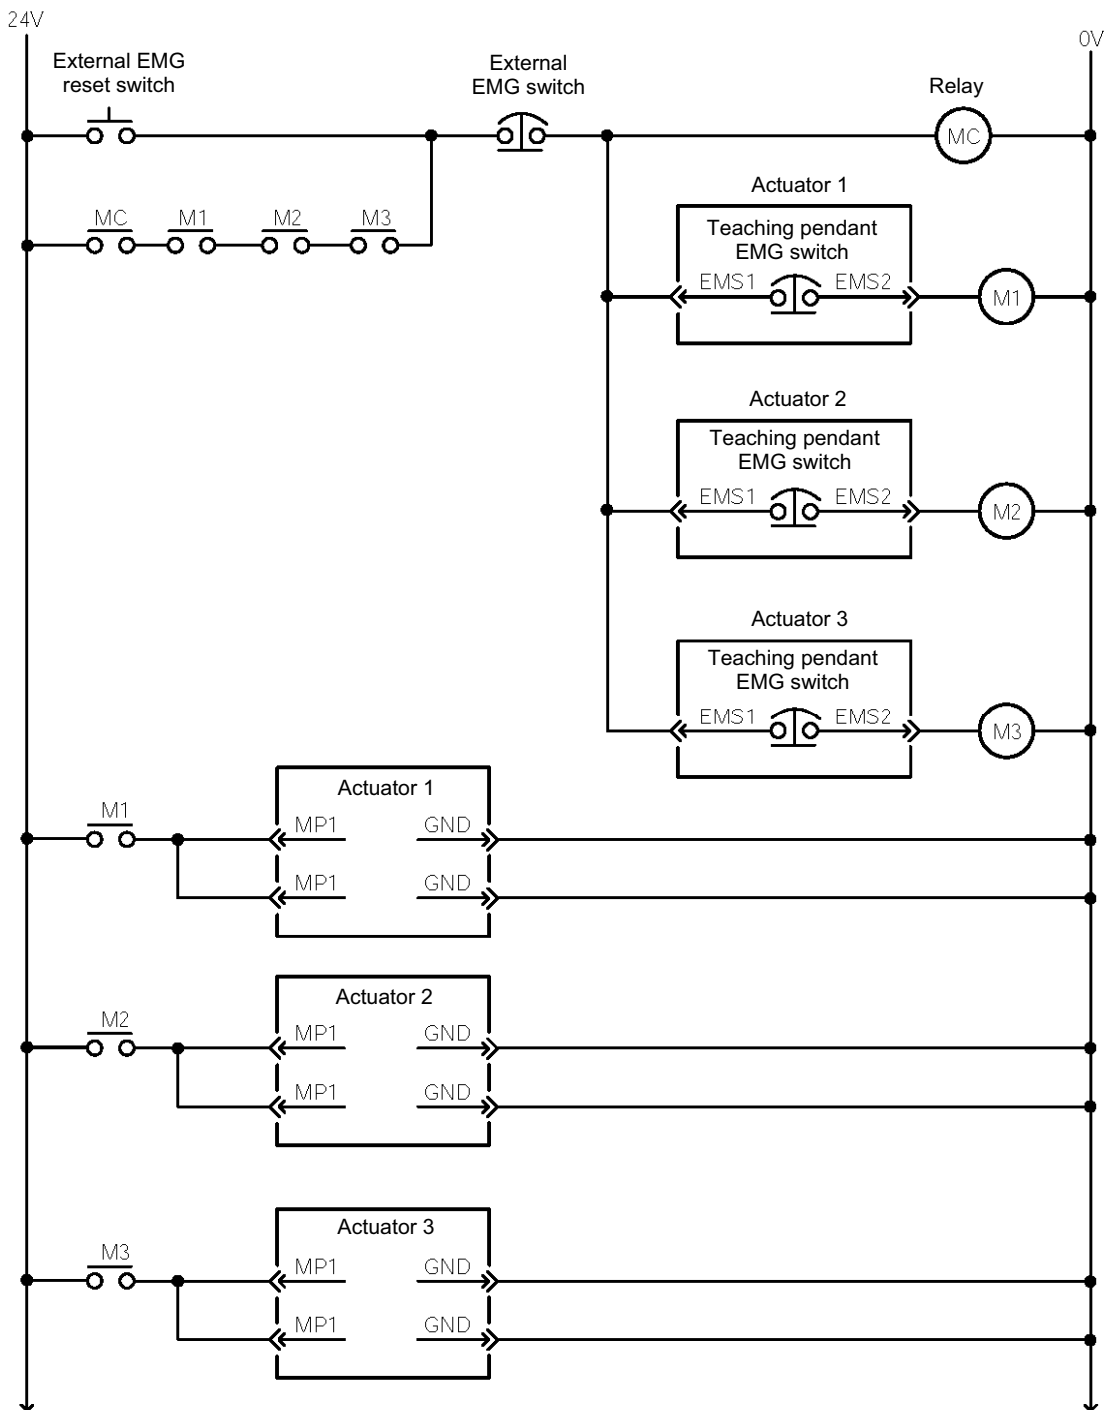 24V
0V
External EMG
reset switch
External
EMG switch
Relay
MC
MC M1 M2 M3
Actuator 1
Teaching pendant
EMG switch
EMS1 EMS2
M1
Actuator 2
Teaching pendant
EMG switch
EMS1 EMS2
M2
Actuator 3
Teaching pendant
EMG switch
EMS1 EMS2
M3
M1
Actuator 1
MP1 GND
MP1 GND
M2
Actuator 2
MP1 GND
MP1 GND
M3
Actuator 3
MP1 GND
MP1 GND